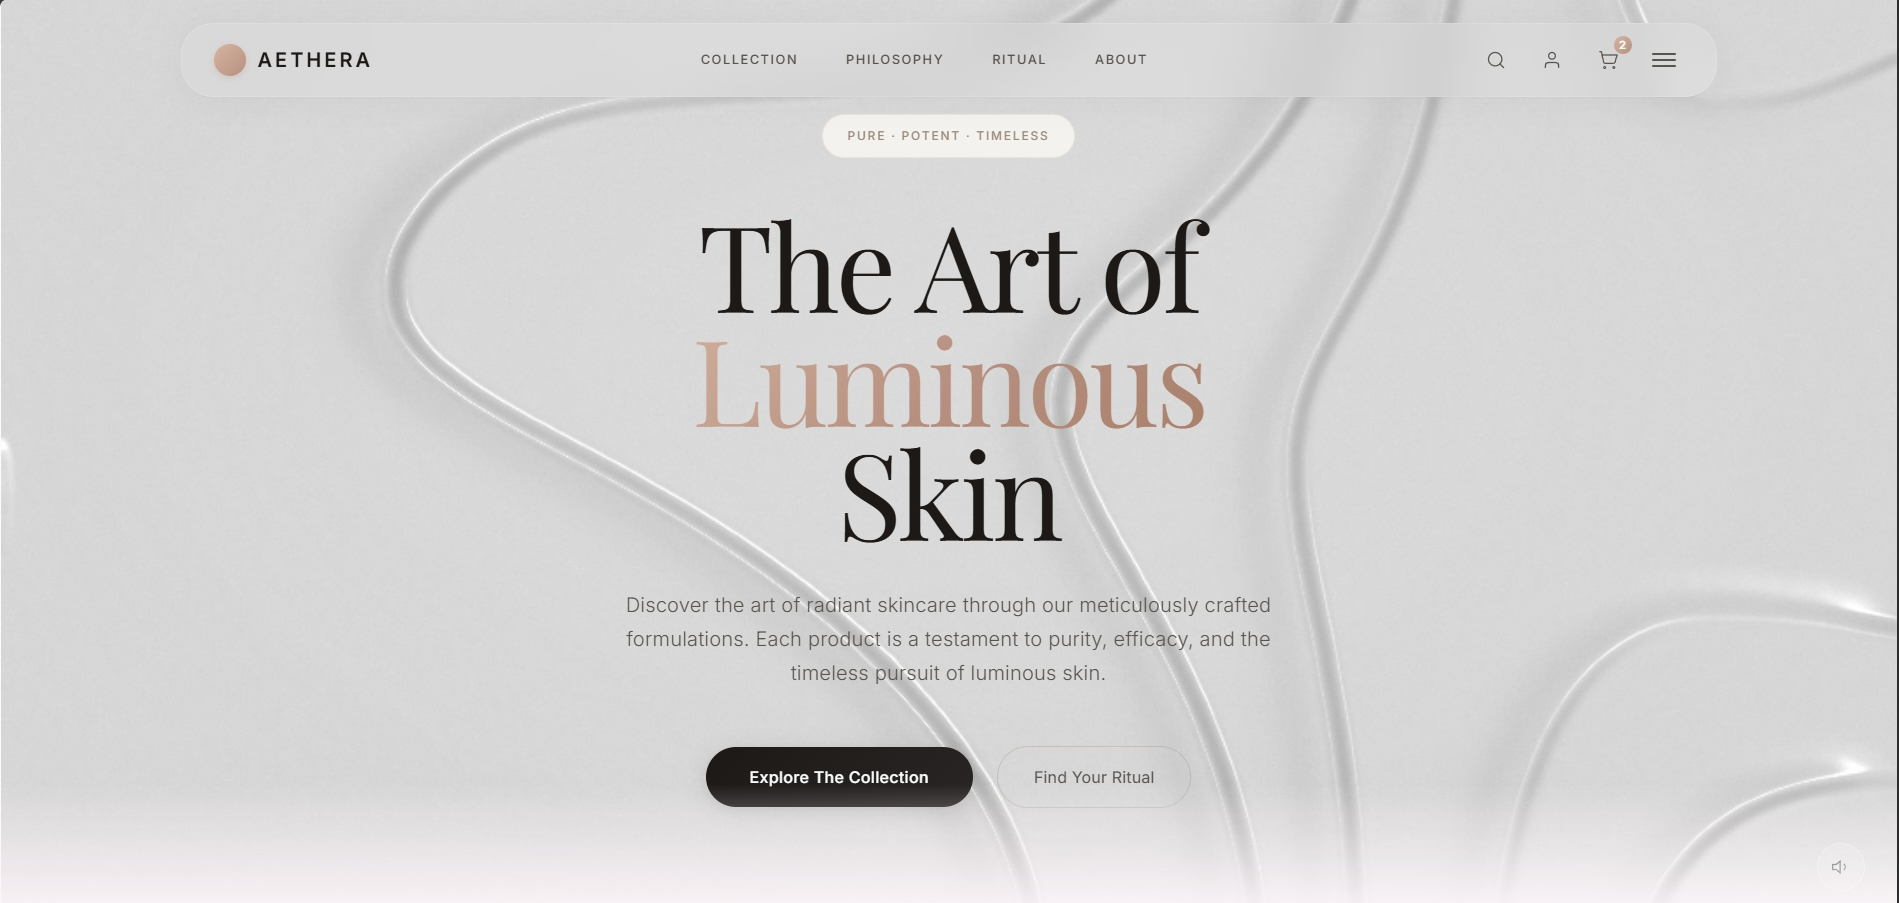 AETHERA
COLLECTION
PHILOSOPHY
RITUAL
ABOUT
2
PURE · POTENT · TIMELESS
The Art of
Luminous
Skin
Discover the art of radiant skincare through our meticulously crafted
formulations. Each product is a testament to purity, efficacy, and the
timeless pursuit of luminous skin.
Explore The Collection
Find Your Ritual